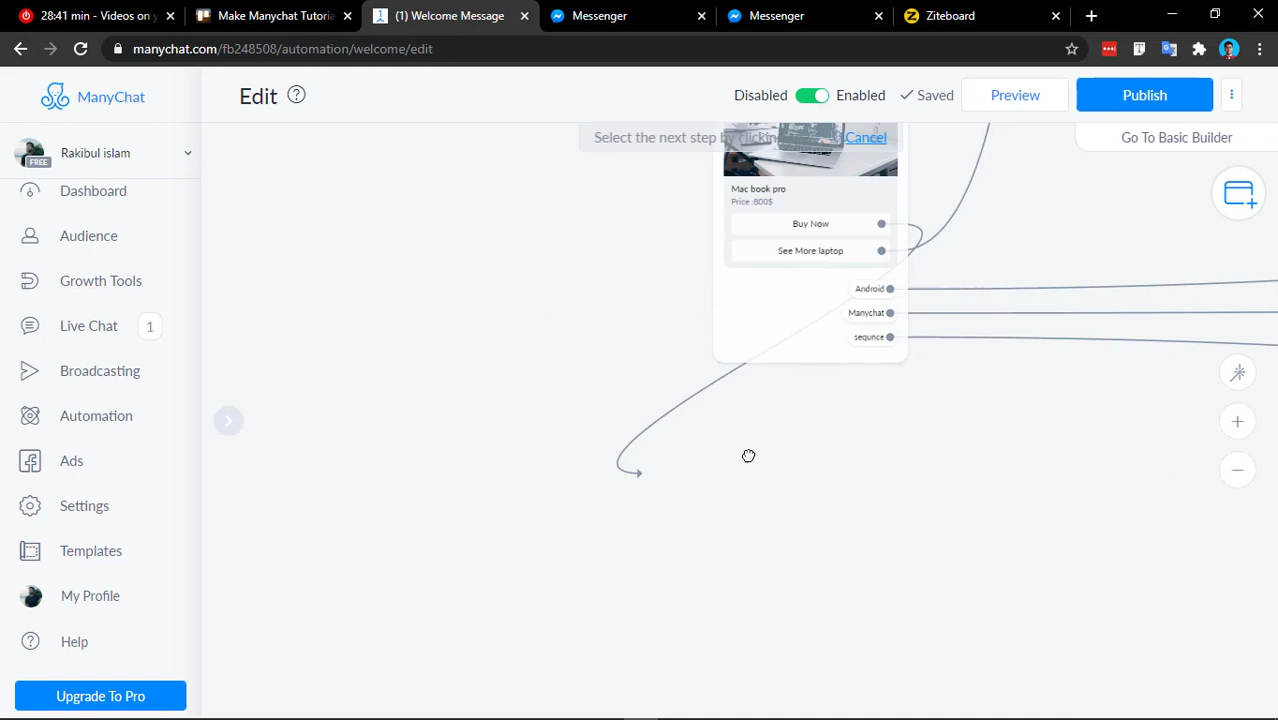 28:41 min - Videos on y
Make Manychat Tutoria
(1) Welcome Message
Messenger
Messenger
Ziteboard
manychat.com/fb248508/automation/welcome/edit
ManyChat
Edit
Disabled
Enabled
Saved
Preview
Publish
Select the next step by clickin
Cancel
Go To Basic Builder
Rakibul islam
FREE
Dashboard
Audience
Growth Tools
Live Chat
1
Broadcasting
Automation
Ads
Settings
Templates
My Profile
Help
Upgrade To Pro
Mac book pro
Price :800$
Buy Now
See More laptop
Android
Manychat
sequnce